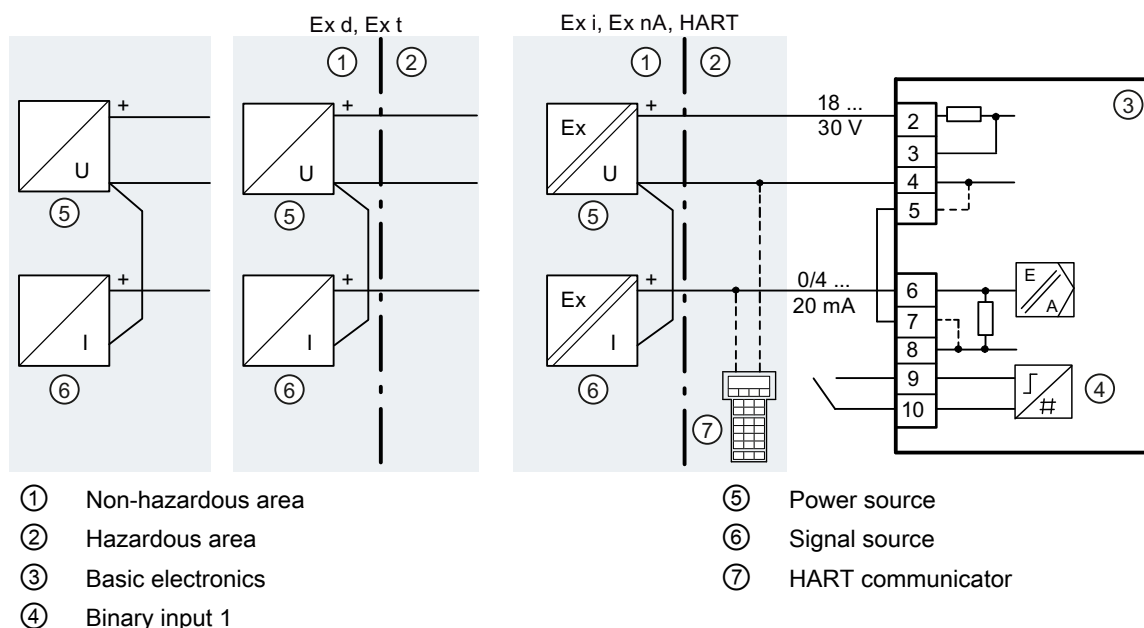 Ex d, Ex t
Ex i, Ex nA, HART
① ②
① ②
③
+
U
⑤
+
I
⑥
+
U
⑤
+
I
⑥
+
Ex
U
⑤
+
Ex
I
⑥
18 ...
30 V
0/4 ...
20 mA
⑦
2
3
4
5
6
7
8
9
10
E
A
#
④
① Non-hazardous area
② Hazardous area
③ Basic electronics
④ Binary input 1
⑤ Power source
⑥ Signal source
⑦ HART communicator